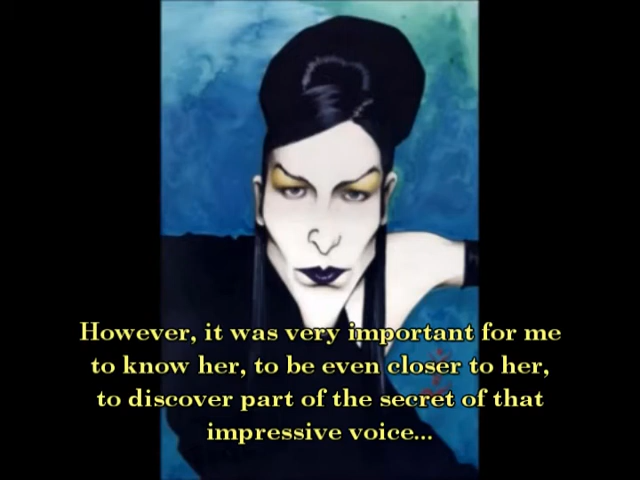 However, it was very important for me
to know her, to be even closer to her,
to discover part of the secret of that
impressive voice...